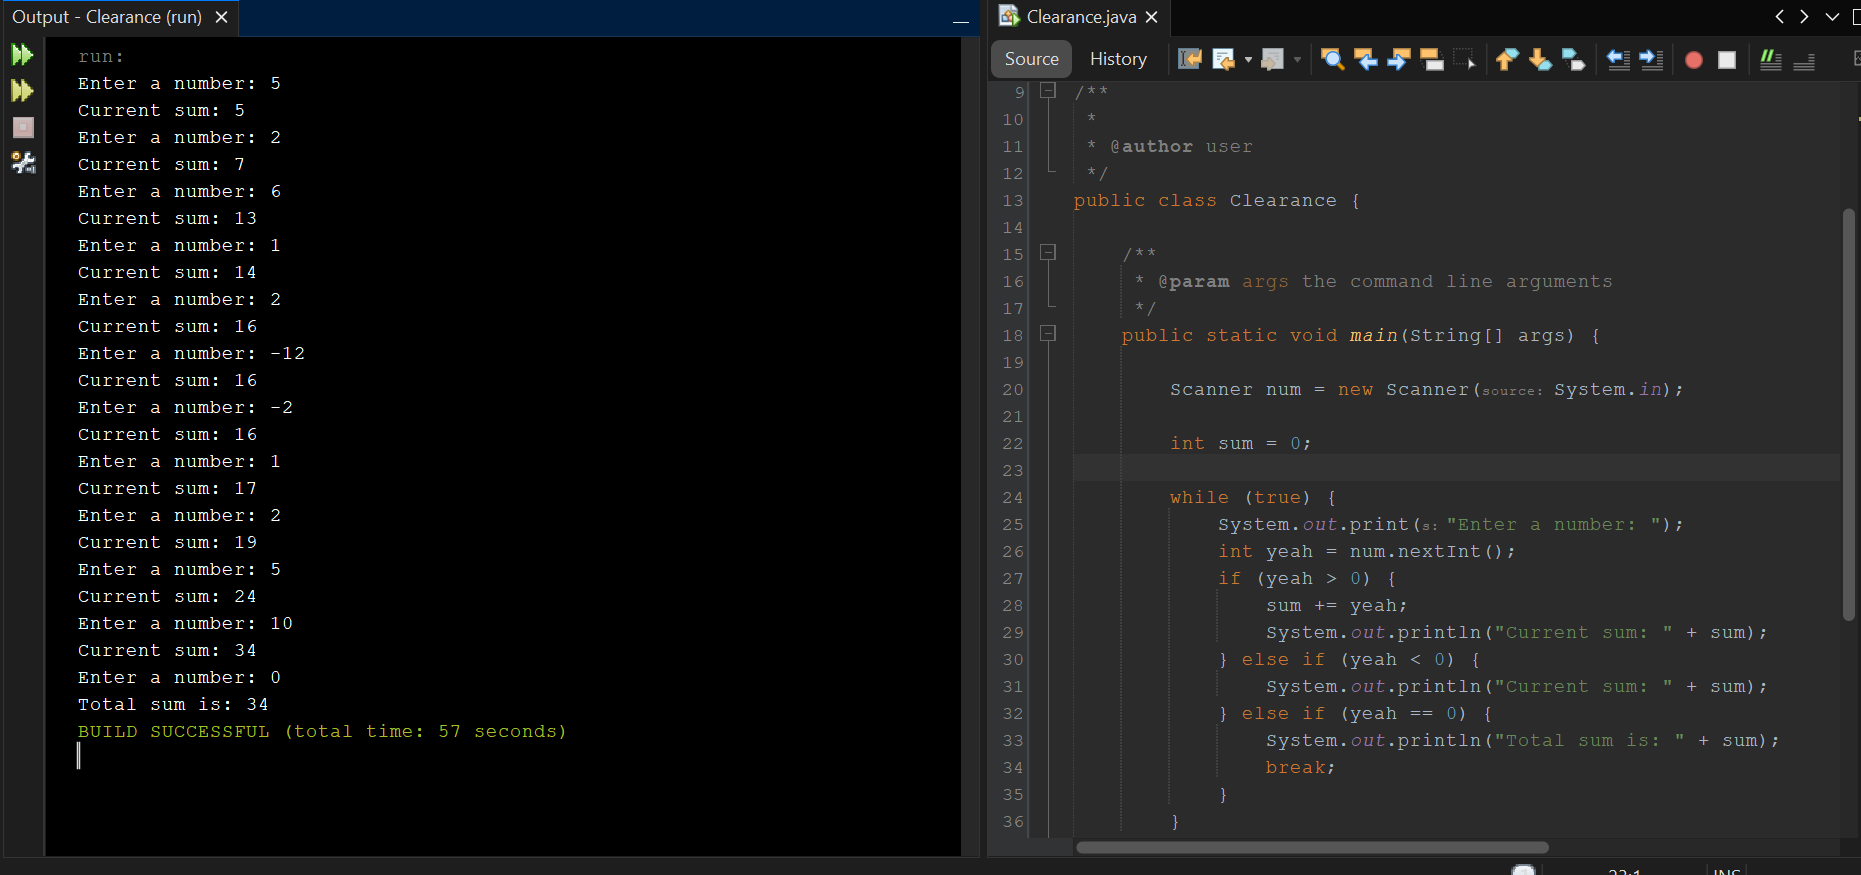 Output - Clearance (run)
run:
Enter a number: 5
Current sum: 5
Enter a number: 2
Current sum: 7
Enter a number: 6
Current sum: 13
Enter a number: 1
Current sum: 14
Enter a number: 2
Current sum: 16
Enter a number: -12
Current sum: 16
Enter a number: -2
Current sum: 16
Enter a number: 1
Current sum: 17
Enter a number: 2
Current sum: 19
Enter a number: 5
Current sum: 24
Enter a number: 10
Current sum: 34
Enter a number: 0
Total sum is: 34
BUILD SUCCESSFUL (total time: 57 seconds)
Clearance.java
Source History
9 /**
10 *
11 * @author user
12 */
13 public class Clearance {
14
15 /**
16 * @param args the command line arguments
17 */
18 public static void main(String[] args) {
19
20 Scanner num = new Scanner(source: System.in);
21
22 int sum = 0;
23
24 while (true) {
25 System.out.print(s: "Enter a number: ");
26 int yeah = num.nextInt();
27 if (yeah > 0) {
28 sum += yeah;
29 System.out.println("Current sum: " + sum);
30 } else if (yeah < 0) {
31 System.out.println("Current sum: " + sum);
32 } else if (yeah == 0) {
33 System.out.println("Total sum is: " + sum);
34 break;
35 }
36 }